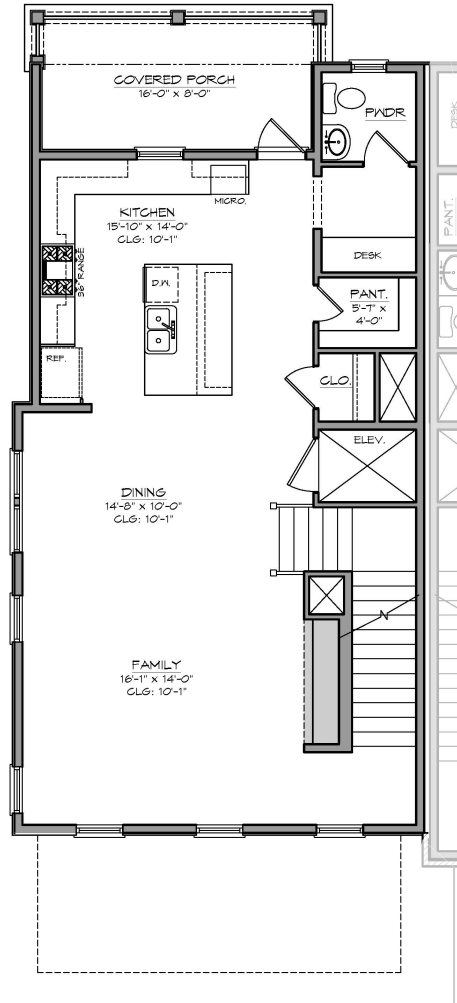 COVERED PORCH
16'-0" x 8'-0"
PWDR
DESK
KITCHEN
15'-10" x 14'-0"
CLG: 10'-1"
MICRO.
36" RANGE
DESK
PANT.
D.W.
PANT.
5'-7" x
4'-0"
REF.
CLO.
ELEV.
DINING
14'-8" x 10'-0"
CLG: 10'-1"
N
FAMILY
16'-1" x 14'-0"
CLG: 10'-1"